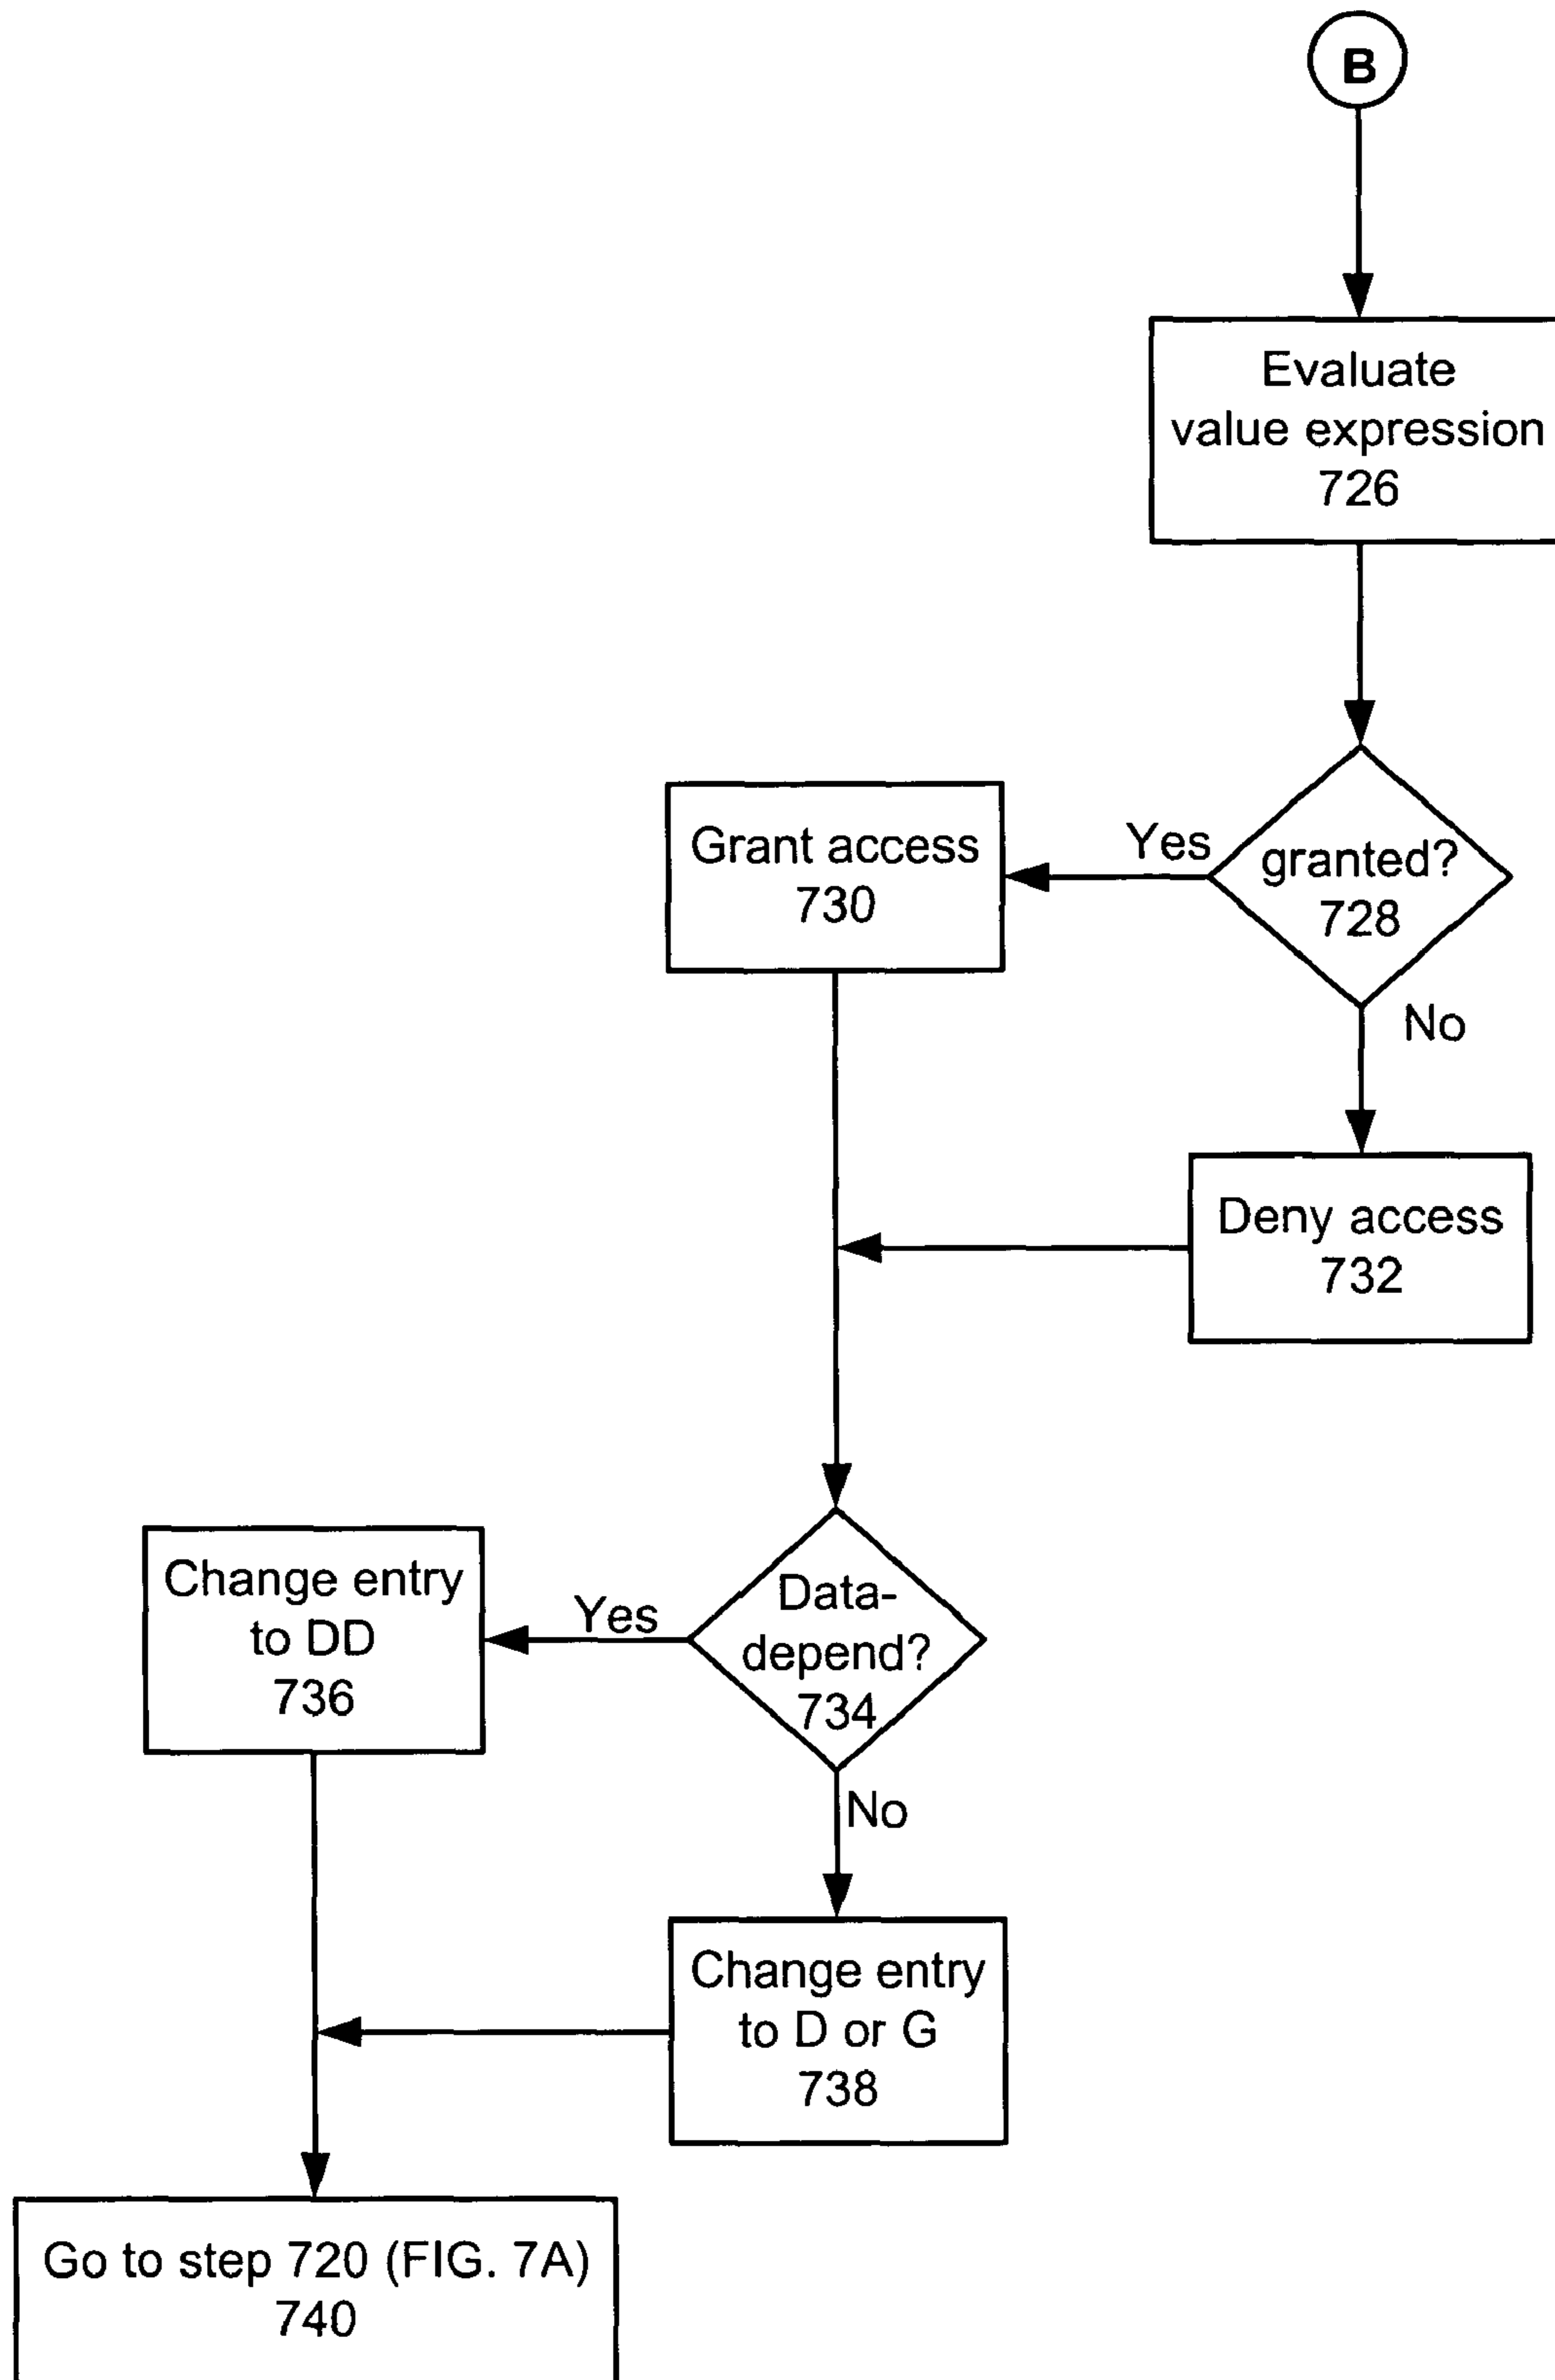 B
Evaluate
value expression
726
Grant access
730
Yes
granted?
728
No
Deny access
732
Change entry
to DD
736
Yes
Data-
depend?
734
No
Change entry
to D or G
738
Go to step 720 (FIG. 7A)
740